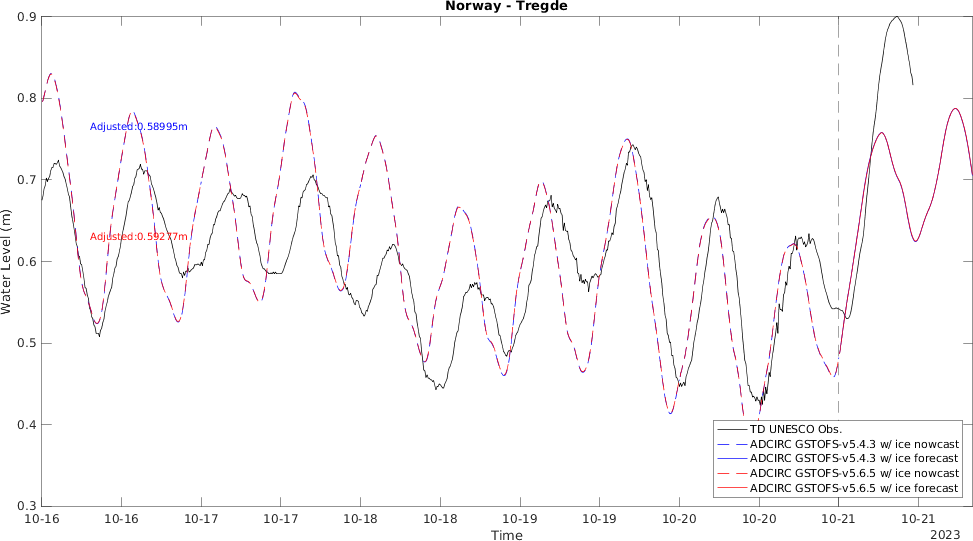 Norway - Tregde
0.9
0.8
0.7
0.6
0.5
0.4
0.3
Water Level (m)
Adjusted:0.58995m
Adjusted:0.59277m
TD UNESCO Obs.
ADCIRC GSTOFS-v5.4.3 w/ ice nowcast
ADCIRC GSTOFS-v5.4.3 w/ ice forecast
ADCIRC GSTOFS-v5.6.5 w/ ice nowcast
ADCIRC GSTOFS-v5.6.5 w/ ice forecast
10-16 10-16 10-17 10-17 10-18 10-18 10-19 10-19 10-20 10-20 10-21 10-21
2023
Time